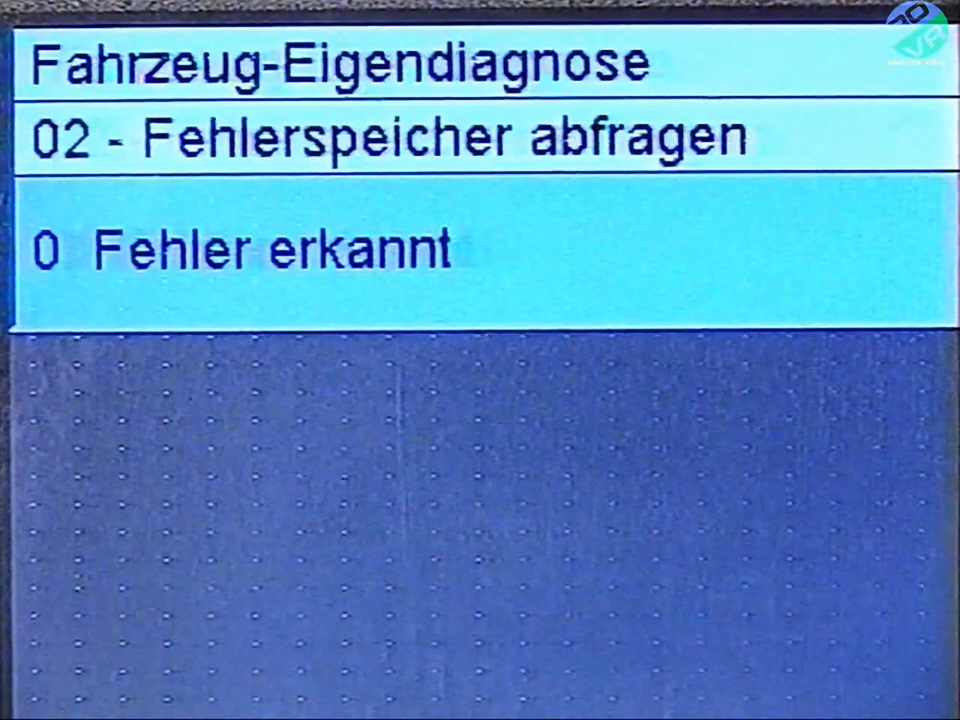 Fahrzeug-Eigendiagnose
02 - Fehlerspeicher abfragen
0 Fehler erkannt